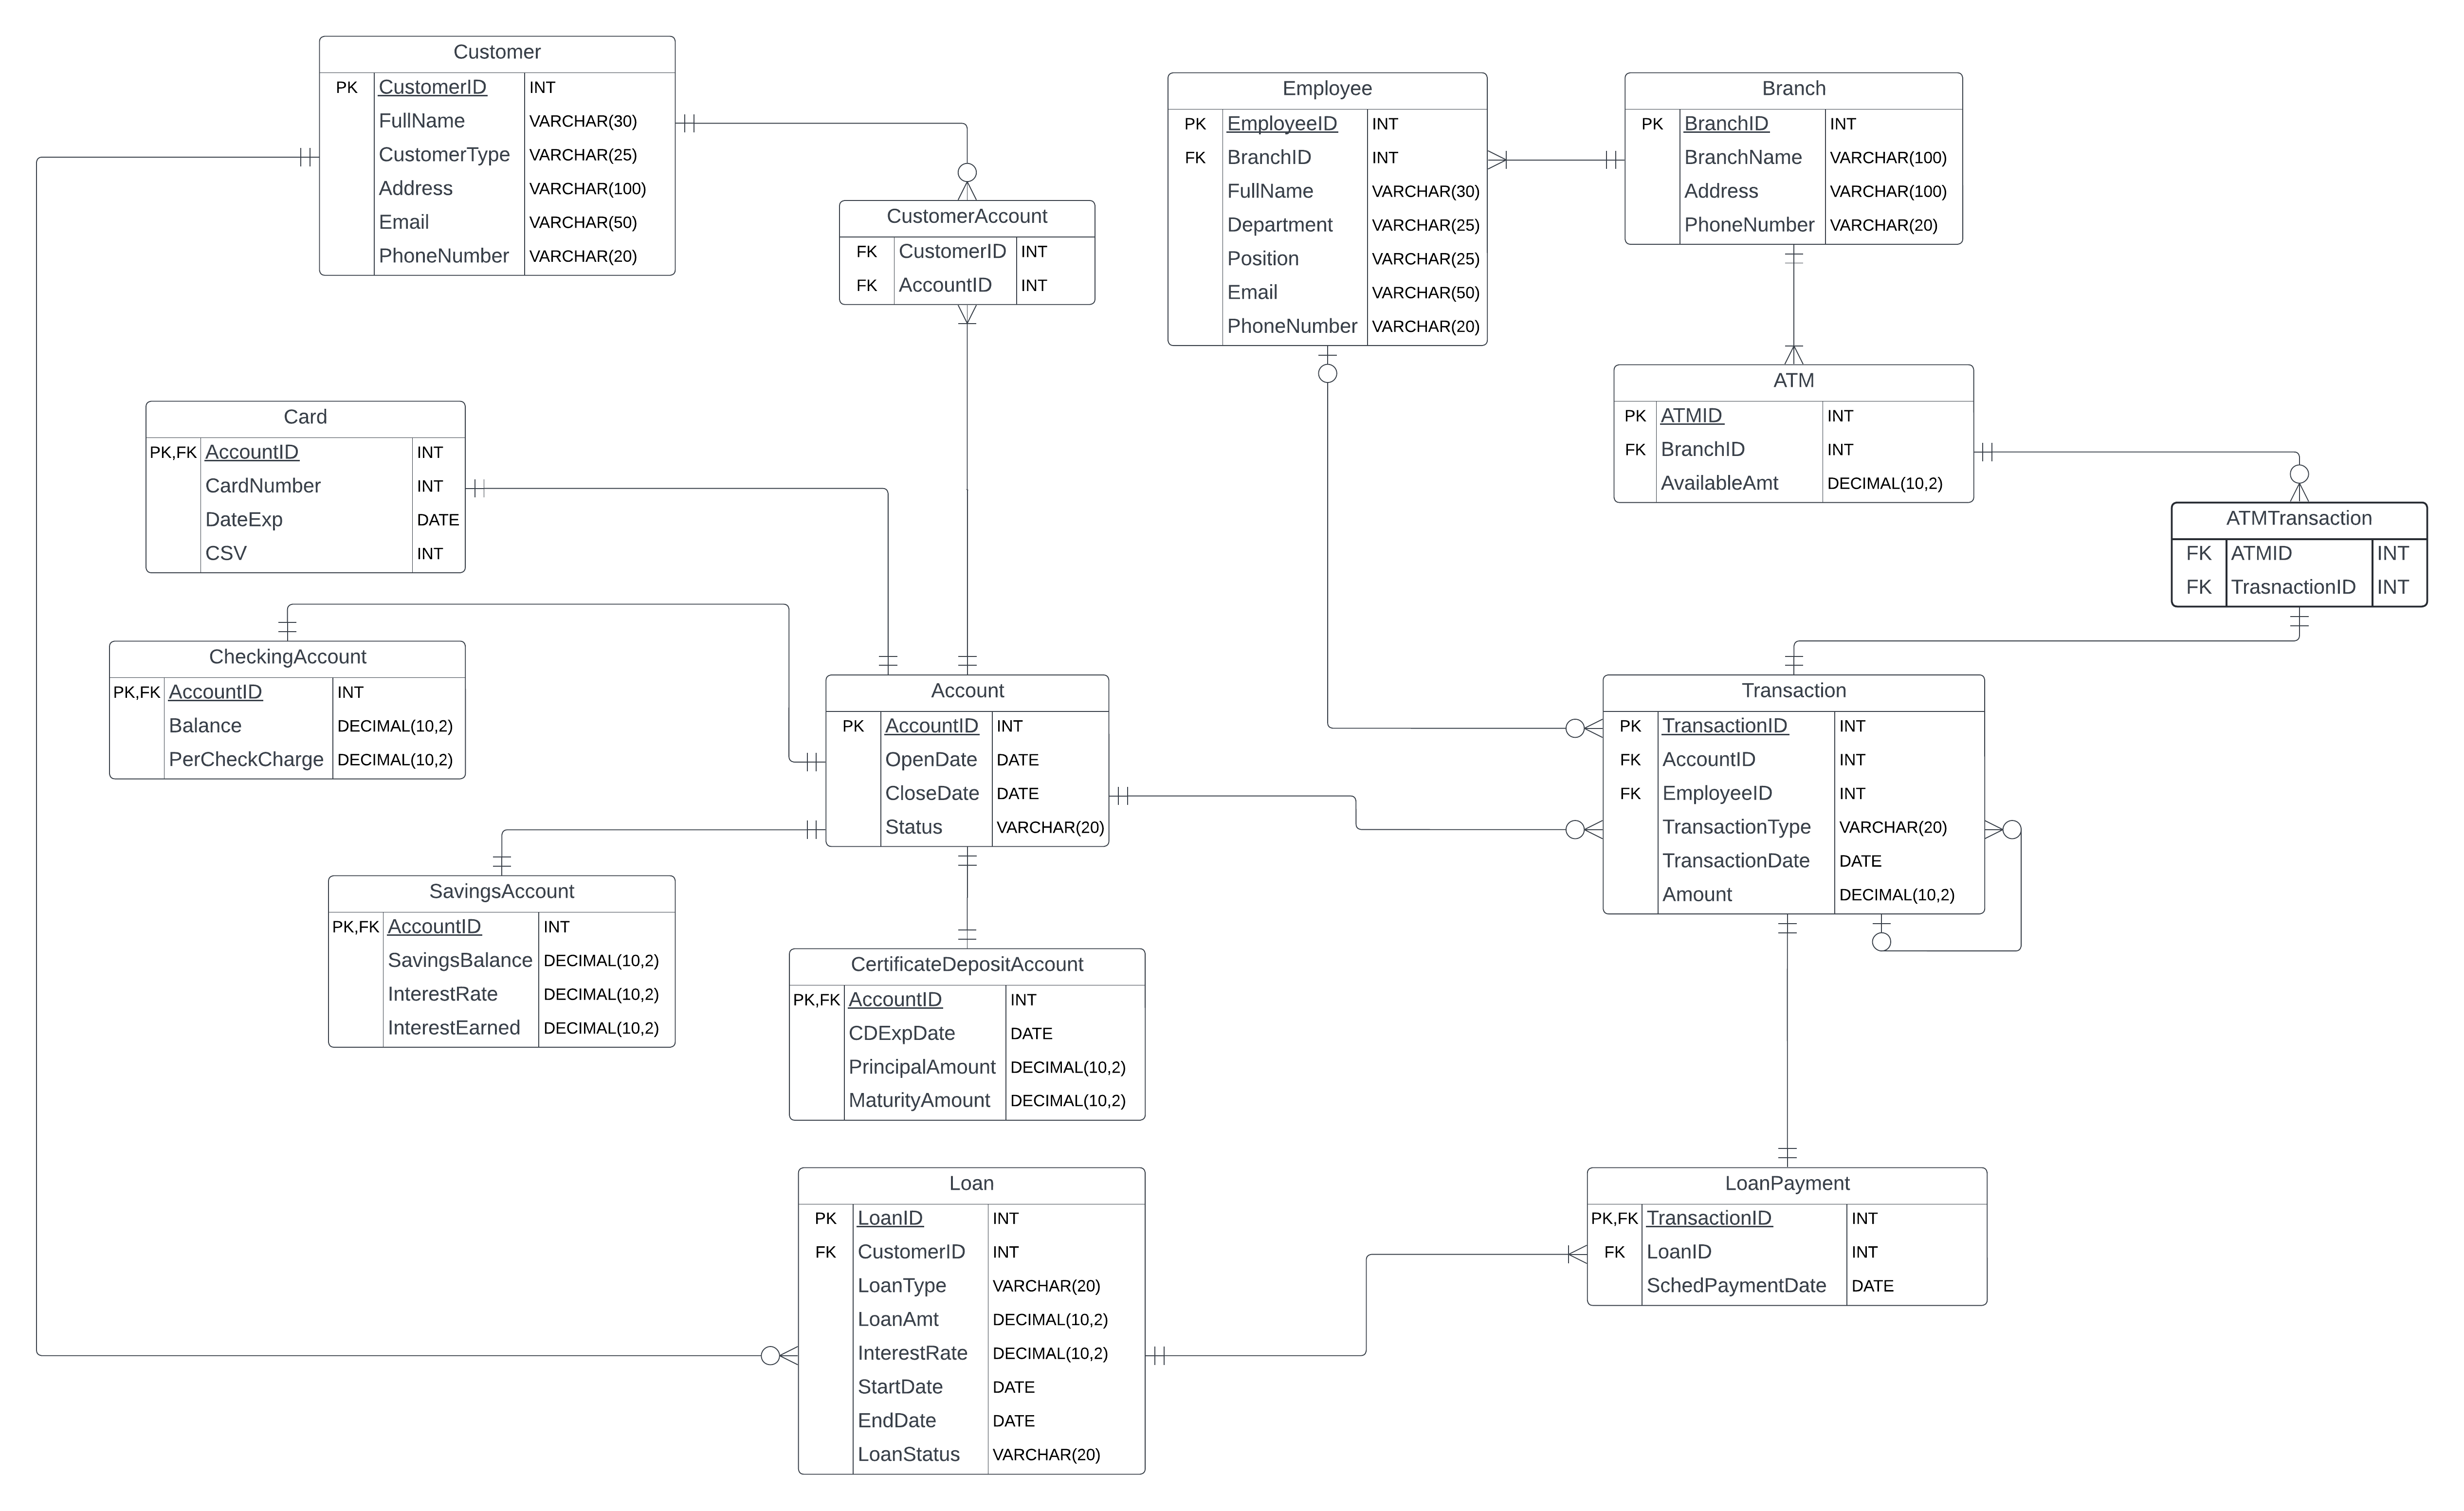 Customer
PK CustomerID INT
FullName VARCHAR(30)
CustomerType VARCHAR(25)
Address VARCHAR(100)
Email VARCHAR(50)
PhoneNumber VARCHAR(20)
CustomerAccount
FK CustomerID INT
FK AccountID INT
Employee
PK EmployeeID INT
FK BranchID INT
FullName VARCHAR(30)
Department VARCHAR(25)
Position VARCHAR(25)
Email VARCHAR(50)
PhoneNumber VARCHAR(20)
Branch
PK BranchID INT
BranchName VARCHAR(100)
Address VARCHAR(100)
PhoneNumber VARCHAR(20)
ATM
PK ATMID INT
FK BranchID INT
AvailableAmt DECIMAL(10,2)
ATMTransaction
FK ATMID INT
FK TrasnactionID INT
Card
PK,FK AccountID INT
CardNumber INT
DateExp DATE
CSV INT
CheckingAccount
PK,FK AccountID INT
Balance DECIMAL(10,2)
PerCheckCharge DECIMAL(10,2)
Account
PK AccountID INT
OpenDate DATE
CloseDate DATE
Status VARCHAR(20)
Transaction
PK TransactionID INT
FK AccountID INT
FK EmployeeID INT
TransactionType VARCHAR(20)
TransactionDate DATE
Amount DECIMAL(10,2)
SavingsAccount
PK,FK AccountID INT
SavingsBalance DECIMAL(10,2)
InterestRate DECIMAL(10,2)
InterestEarned DECIMAL(10,2)
CertificateDepositAccount
PK,FK AccountID INT
CDExpDate DATE
PrincipalAmount DECIMAL(10,2)
MaturityAmount DECIMAL(10,2)
Loan
PK LoanID INT
FK CustomerID INT
LoanType VARCHAR(20)
LoanAmt DECIMAL(10,2)
InterestRate DECIMAL(10,2)
StartDate DATE
EndDate DATE
LoanStatus VARCHAR(20)
LoanPayment
PK,FK TransactionID INT
FK LoanID INT
SchedPaymentDate DATE